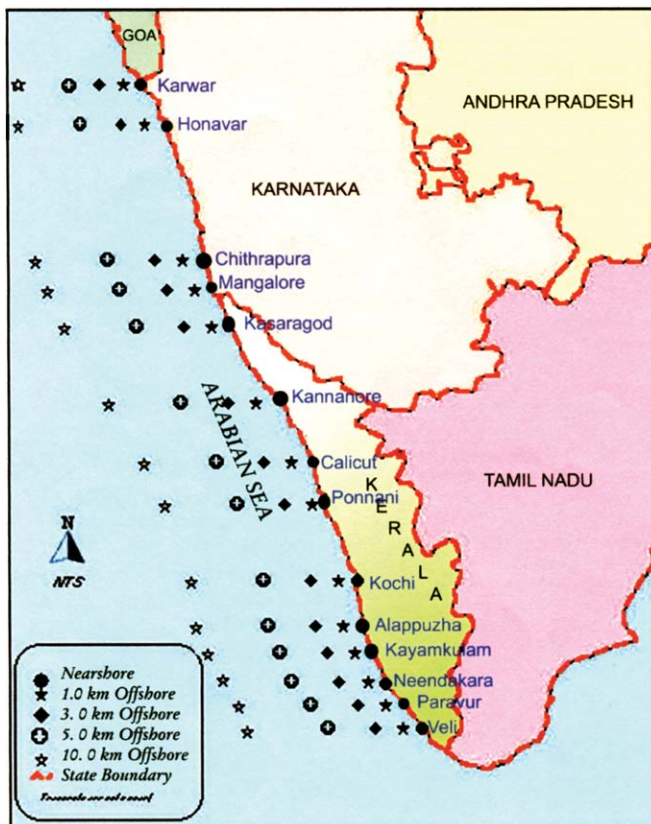 GOA
Karwar
ANDHRA PRADESH
Honavar
KARNATAKA
Chithrapura
Mangalore
Kasaragod
Kannanore
ARABIAN SEA
Calicut
TAMIL NADU
KERALA
Ponnani
N
NTS
Kochi
Alappuzha
Kayamkulam
Nearshore
Neendakara
1.0 km Offshore
Paravur
3. 0 km Offshore
5. 0 km Offshore
Veli
10. 0 km Offshore
State Boundary